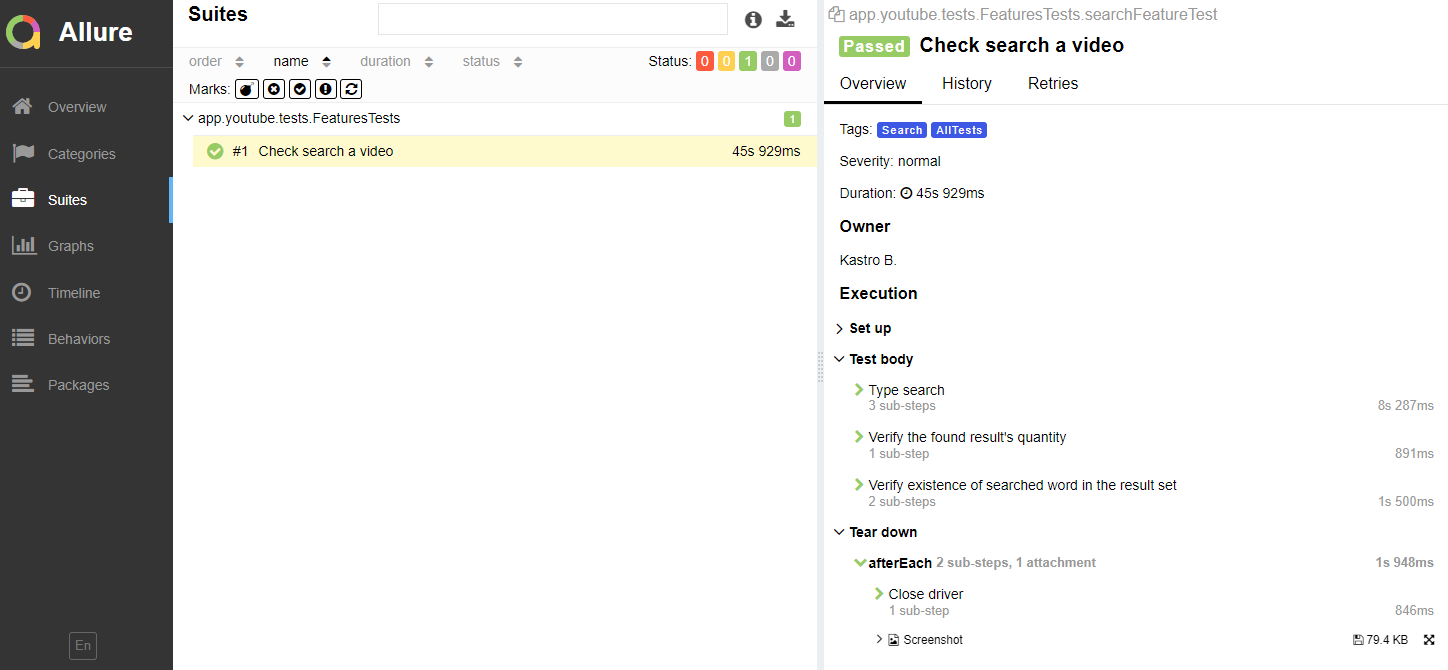 Allure
Overview
Categories
Suites
Graphs
Timeline
Behaviors
Packages
En
Suites
order name duration status Status: 0 0 1 0 0
Marks:
app.youtube.tests.FeaturesTests 1
#1 Check search a video 45s 929ms
app.youtube.tests.FeaturesTests.searchFeatureTest
Passed Check search a video
Overview History Retries
Tags: Search AllTests
Severity: normal
Duration: 45s 929ms
Owner
Kastro B.
Execution
Set up
Test body
Type search
3 sub-steps 8s 287ms
Verify the found result's quantity
1 sub-step 891ms
Verify existence of searched word in the result set
2 sub-steps 1s 500ms
Tear down
afterEach 2 sub-steps, 1 attachment 1s 948ms
Close driver
1 sub-step 846ms
Screenshot 79.4 KB